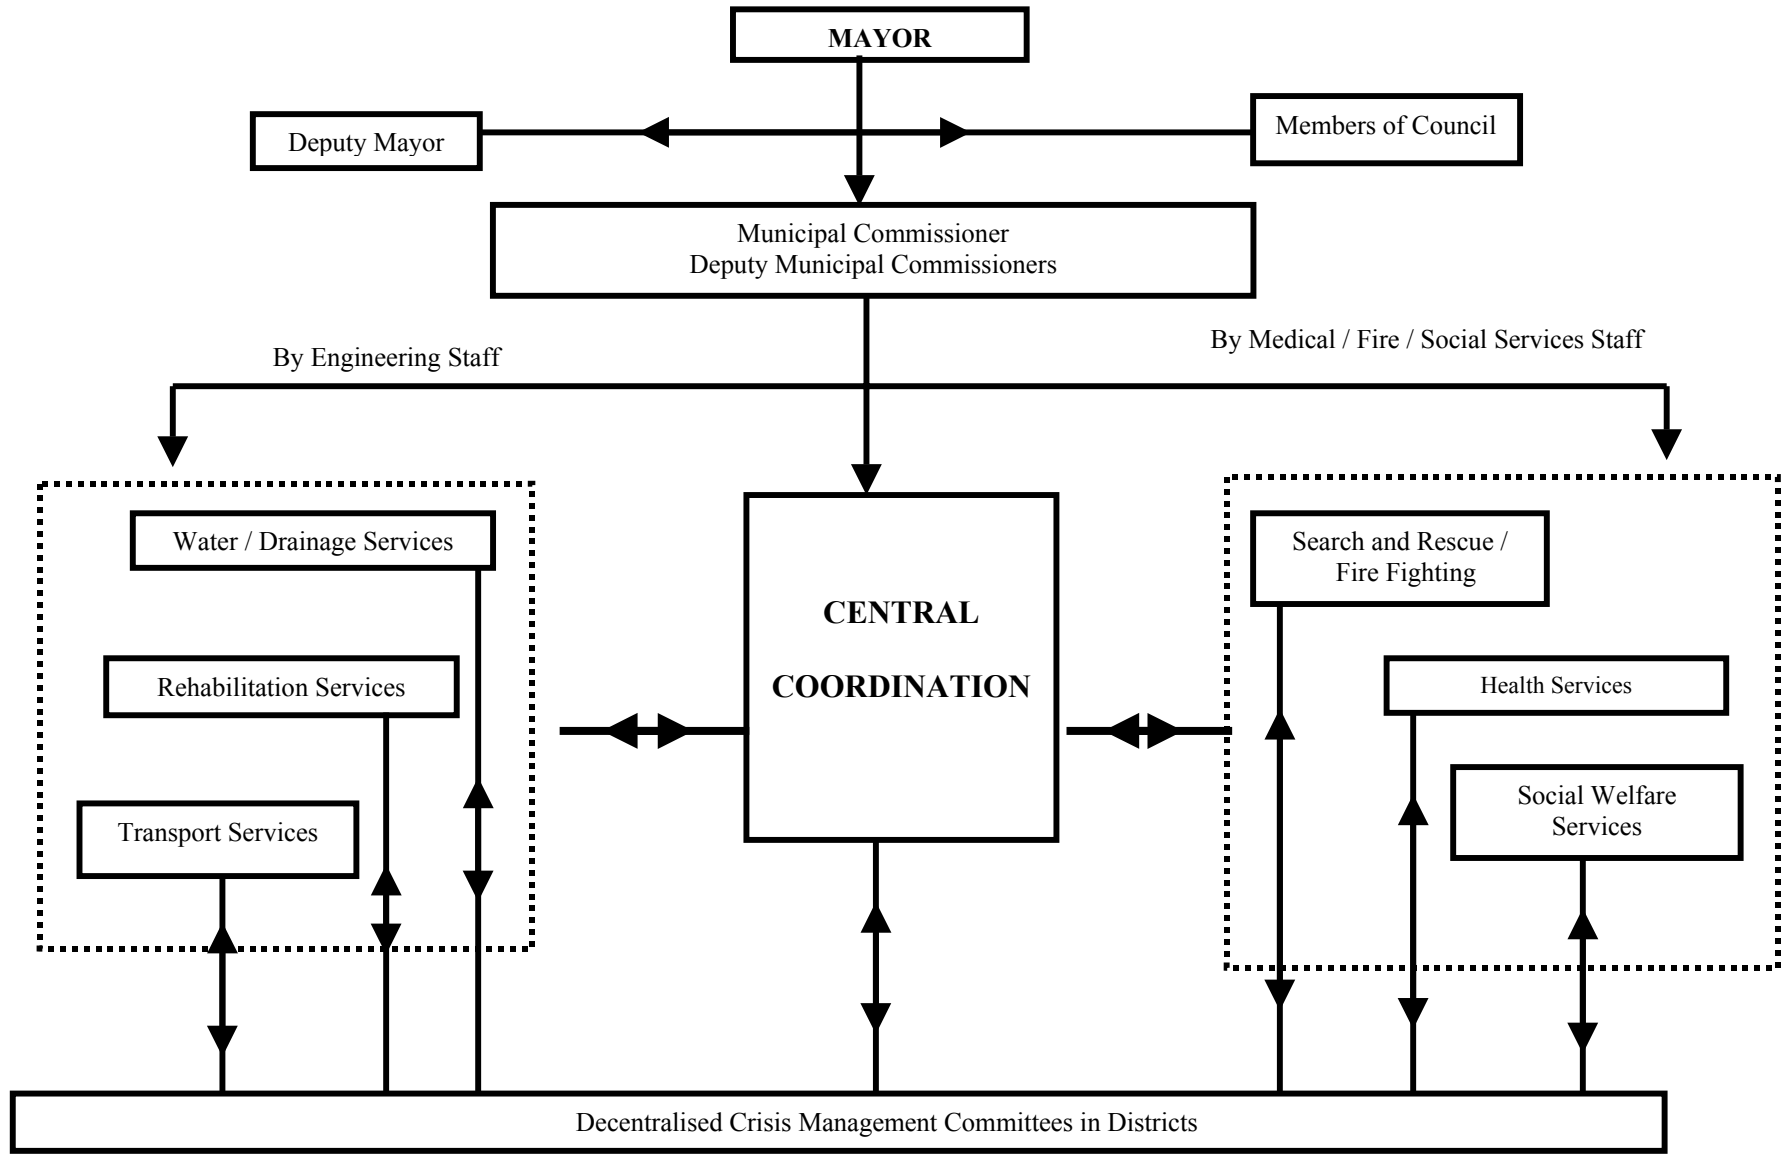 MAYOR
Deputy Mayor
Members of Council
Municipal Commissioner
Deputy Municipal Commissioners
By Engineering Staff
By Medical / Fire / Social Services Staff
Water / Drainage Services
Rehabilitation Services
Transport Services
CENTRAL
COORDINATION
Search and Rescue /
Fire Fighting
Health Services
Social Welfare
Services
Decentralised Crisis Management Committees in Districts